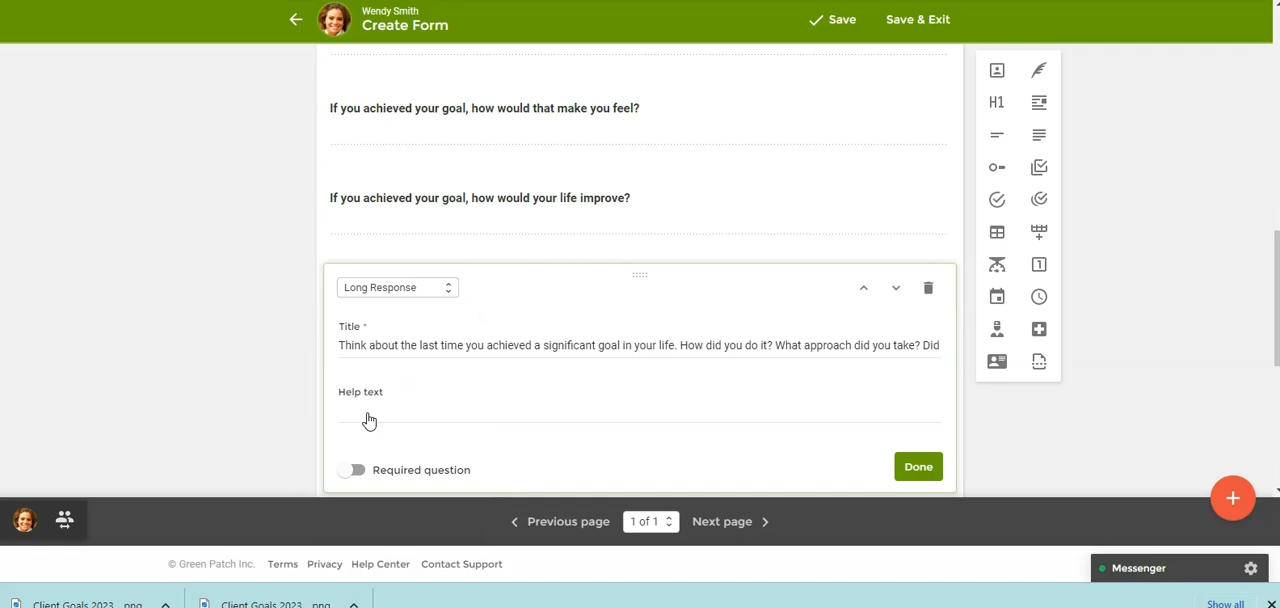 Wendy Smith
Create Form
Save
Save & Exit
If you achieved your goal, how would that make you feel?
If you achieved your goal, how would your life improve?
Long Response
Title *
Think about the last time you achieved a significant goal in your life. How did you do it? What approach did you take? Did
Help text
Required question
Done
H1
1
Previous page
1 of 1
Next page
© Green Patch Inc.
Terms
Privacy
Help Center
Contact Support
Messenger
Client Goals 2023
.png
Client Goals 2023
.png
Show all